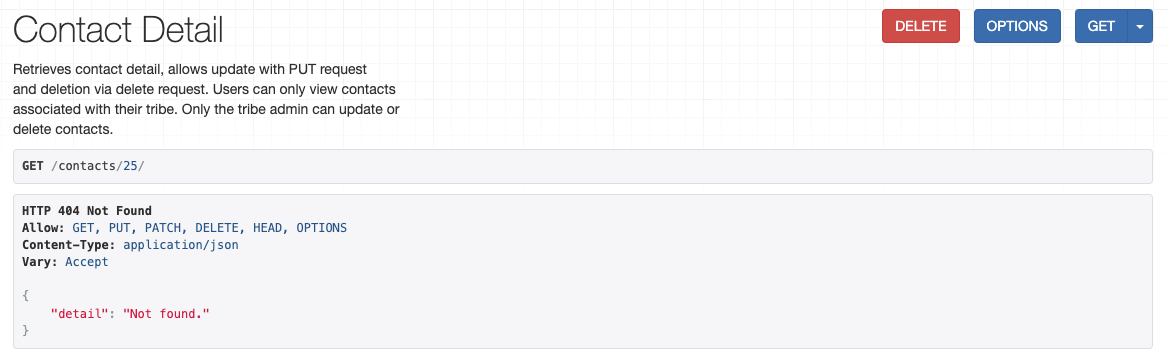 Contact Detail
DELETE
OPTIONS
GET
Retrieves contact detail, allows update with PUT request
and deletion via delete request. Users can only view contacts
associated with their tribe. Only the tribe admin can update or
delete contacts.
GET /contacts/25/
HTTP 404 Not Found
Allow: GET, PUT, PATCH, DELETE, HEAD, OPTIONS
Content-Type: application/json
Vary: Accept
{
    "detail": "Not found."
}